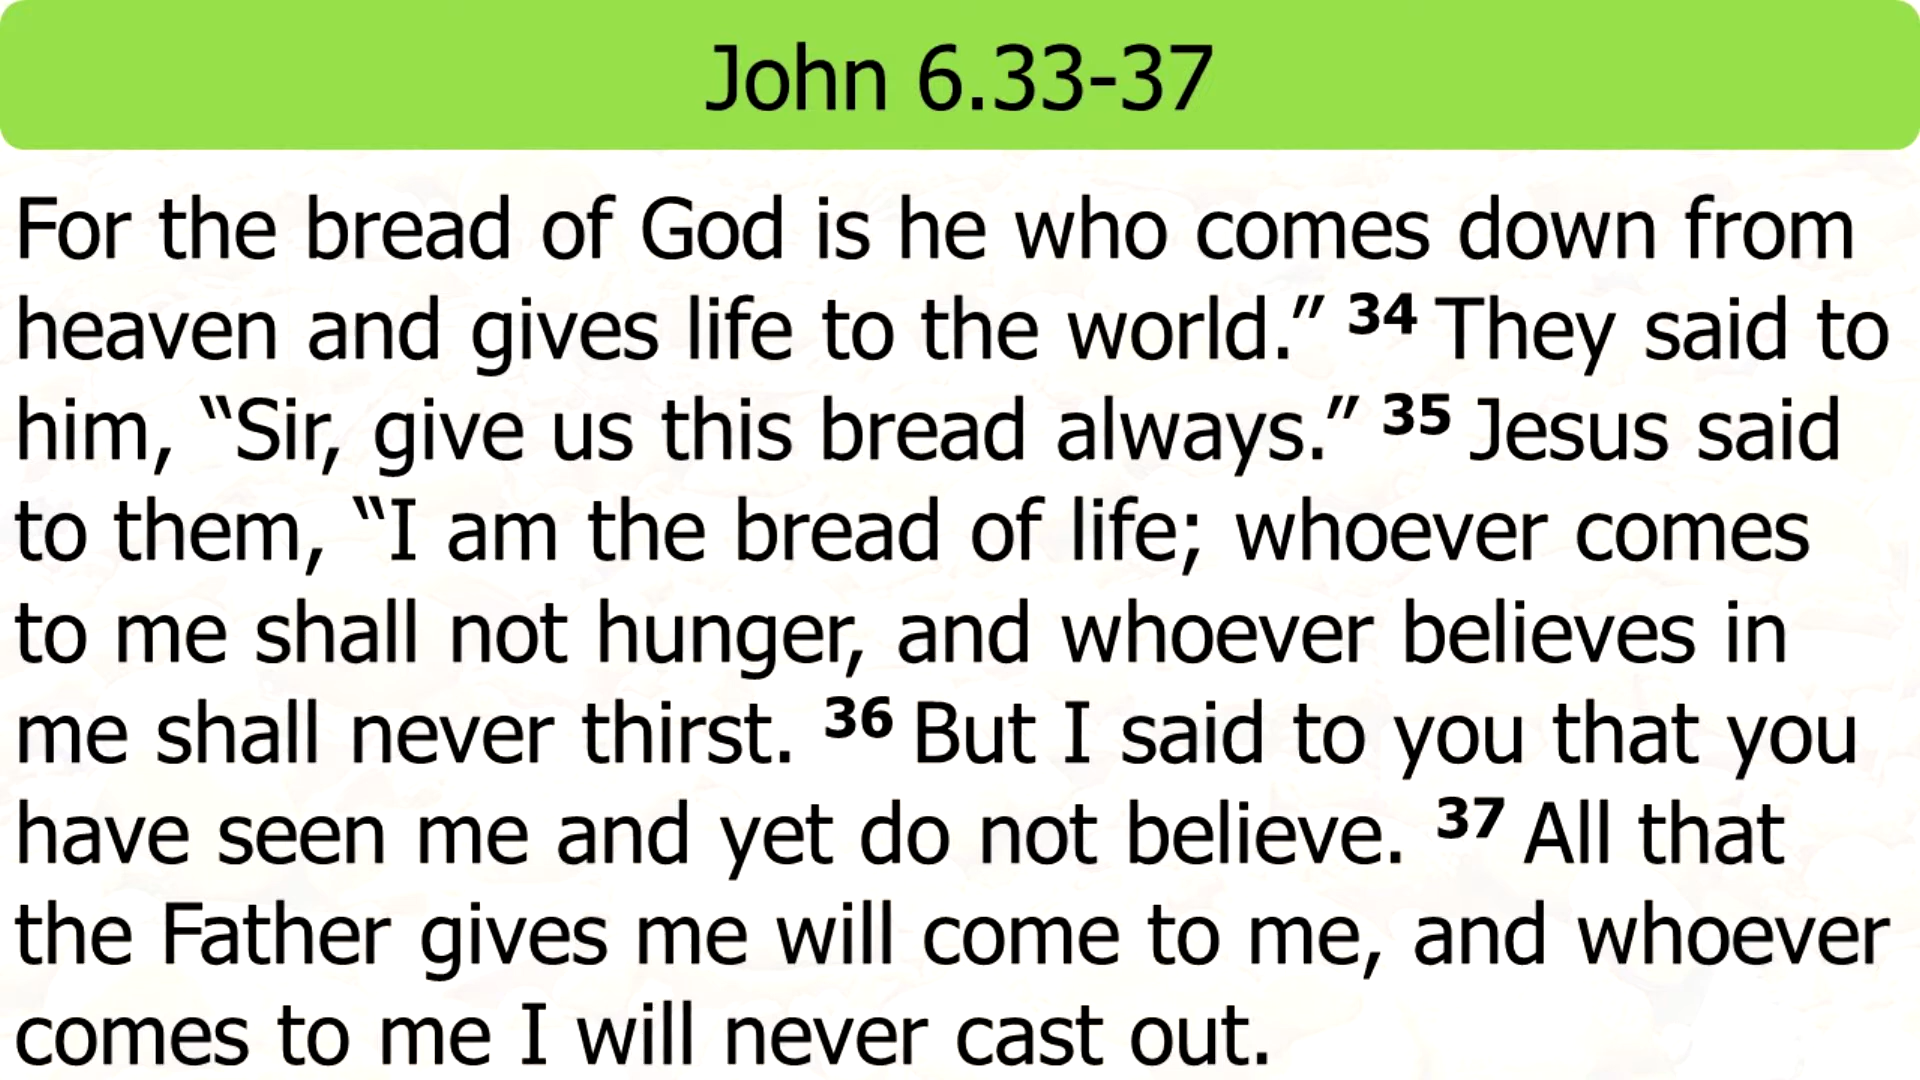 John 6.33-37
For the bread of God is he who comes down from
heaven and gives life to the world.” 34 They said to
him, “Sir, give us this bread always.” 35 Jesus said
to them, “I am the bread of life; whoever comes
to me shall not hunger, and whoever believes in
me shall never thirst. 36 But I said to you that you
have seen me and yet do not believe. 37 All that
the Father gives me will come to me, and whoever
comes to me I will never cast out.